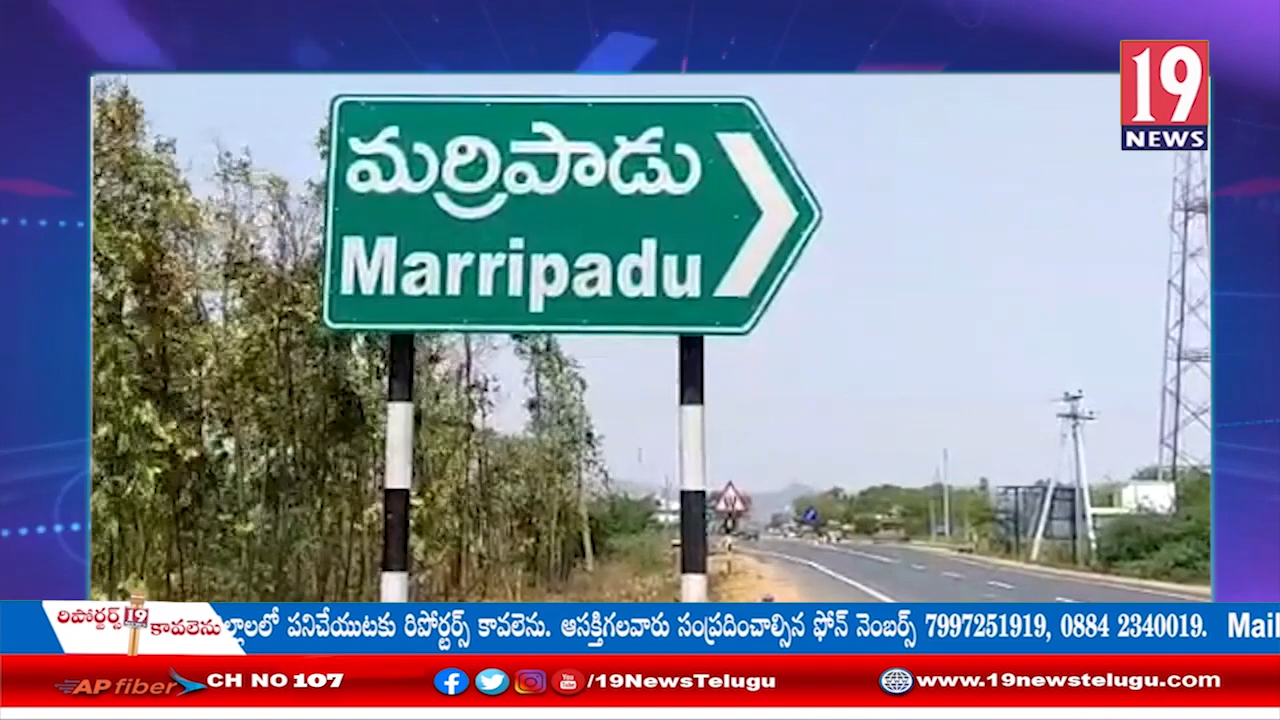 19
NEWS
మర్రిపాడు
Marripadu
రిపోర్టర్స్ 19
కావలెను
ల్లాలలో పనిచేయుటకు రిపోర్టర్స్ కావలెను. ఆసక్తిగలవారు సంప్రదించాల్సిన ఫోన్ నెంబర్స్ 7997251919, 0884 2340019. Mail
AP fiber CH NO 107 /19NewsTelugu www.19newstelugu.com